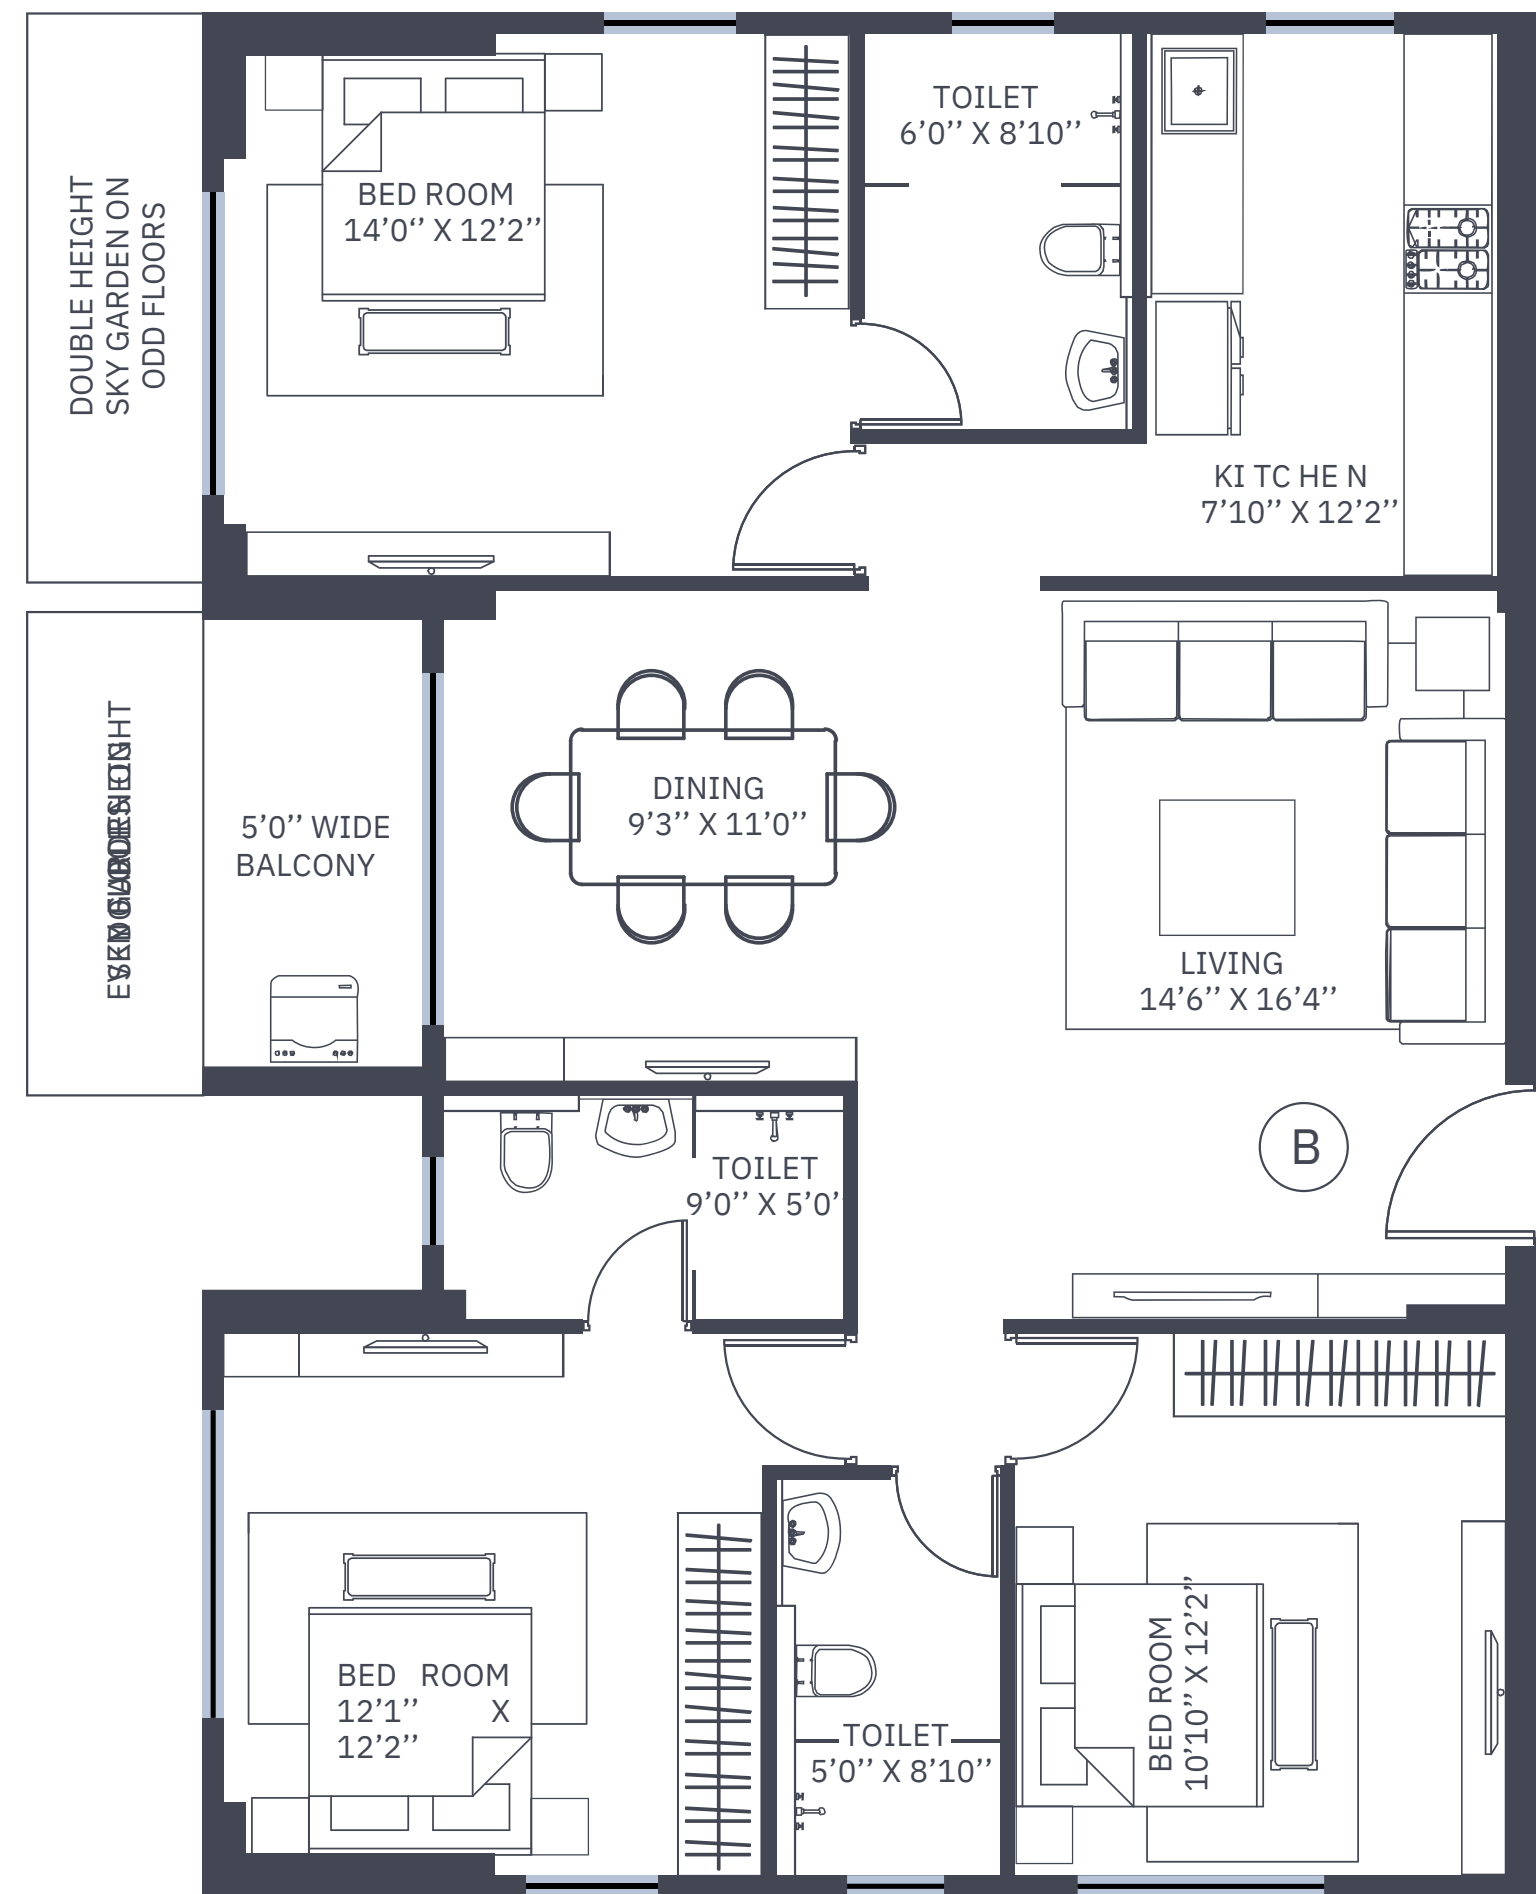 TOILET
6’0’’ X 8’10’’
BED ROOM
14’0‘’ X 12’2’’
DOUBLE HEIGHT
SKY GARDEN ON
ODD FLOORS
KI TC HE N
7’10’’ X 12’2’’
DINING
9’3’’ X 11’0’’
5’0’’ WIDE
BALCONY
LIVING
14’6’’ X 16’4’’
B
TOILET
9’0’’ X 5’0’
BED ROOM
12’1’’ X
12’2’’
BED ROOM
10’10’’ X 12’2’’
TOILET
5’0’’ X 8’10’’